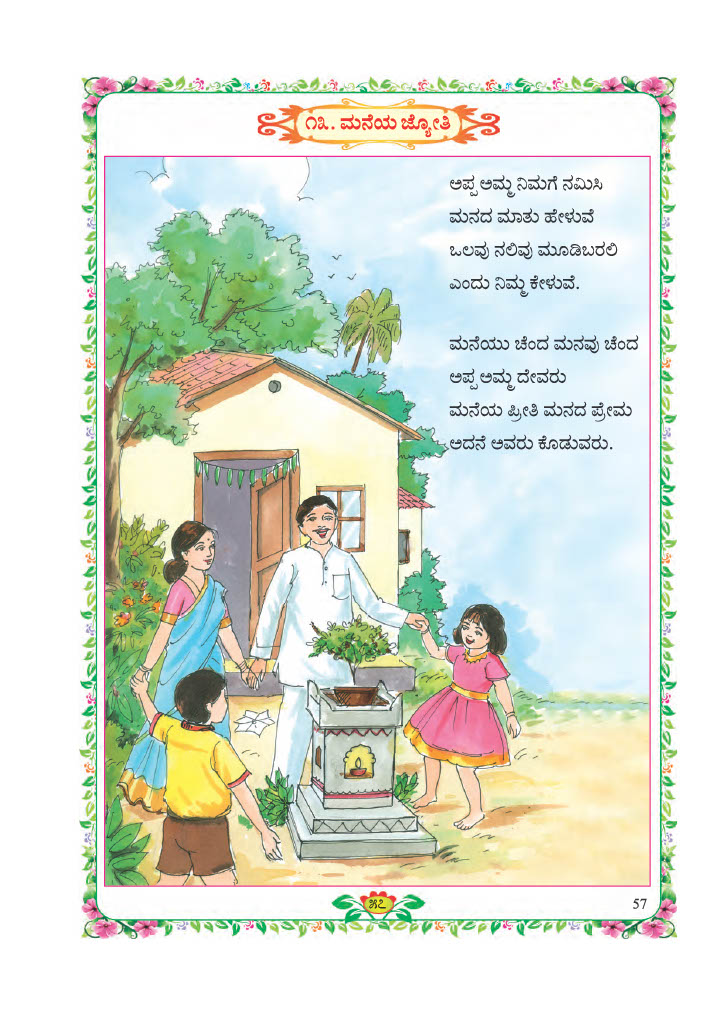 ೧೩. ಮನೆಯ ಜ್ಯೋತಿ
ಅಪ್ಪ ಅಮ್ಮ ನಿಮಗೆ ನಮಿಸಿ
ಮನದ ಮಾತು ಹೇಳುವೆ
ಒಲವು ನಲಿವು ಮೂಡಿಬರಲಿ
ಎಂದು ನಿಮ್ಮ ಕೇಳುವೆ.
ಮನೆಯು ಚೆಂದ ಮನವು ಚೆಂದ
ಅಪ್ಪ ಅಮ್ಮ ದೇವರು
ಮನೆಯ ಪ್ರೀತಿ ಮನದ ಪ್ರೇಮ
ಅದನೆ ಅವರು ಕೊಡುವರು.
೫೭
57